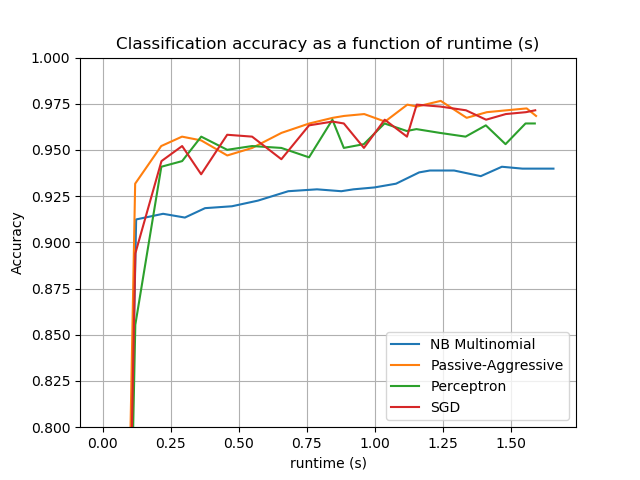 Classification accuracy as a function of runtime (s)
1.000
0.975
0.950
0.925
0.900
0.875
0.850
0.825
0.800
Accuracy
0.00 0.25 0.50 0.75 1.00 1.25 1.50
runtime (s)
NB Multinomial
Passive-Aggressive
Perceptron
SGD